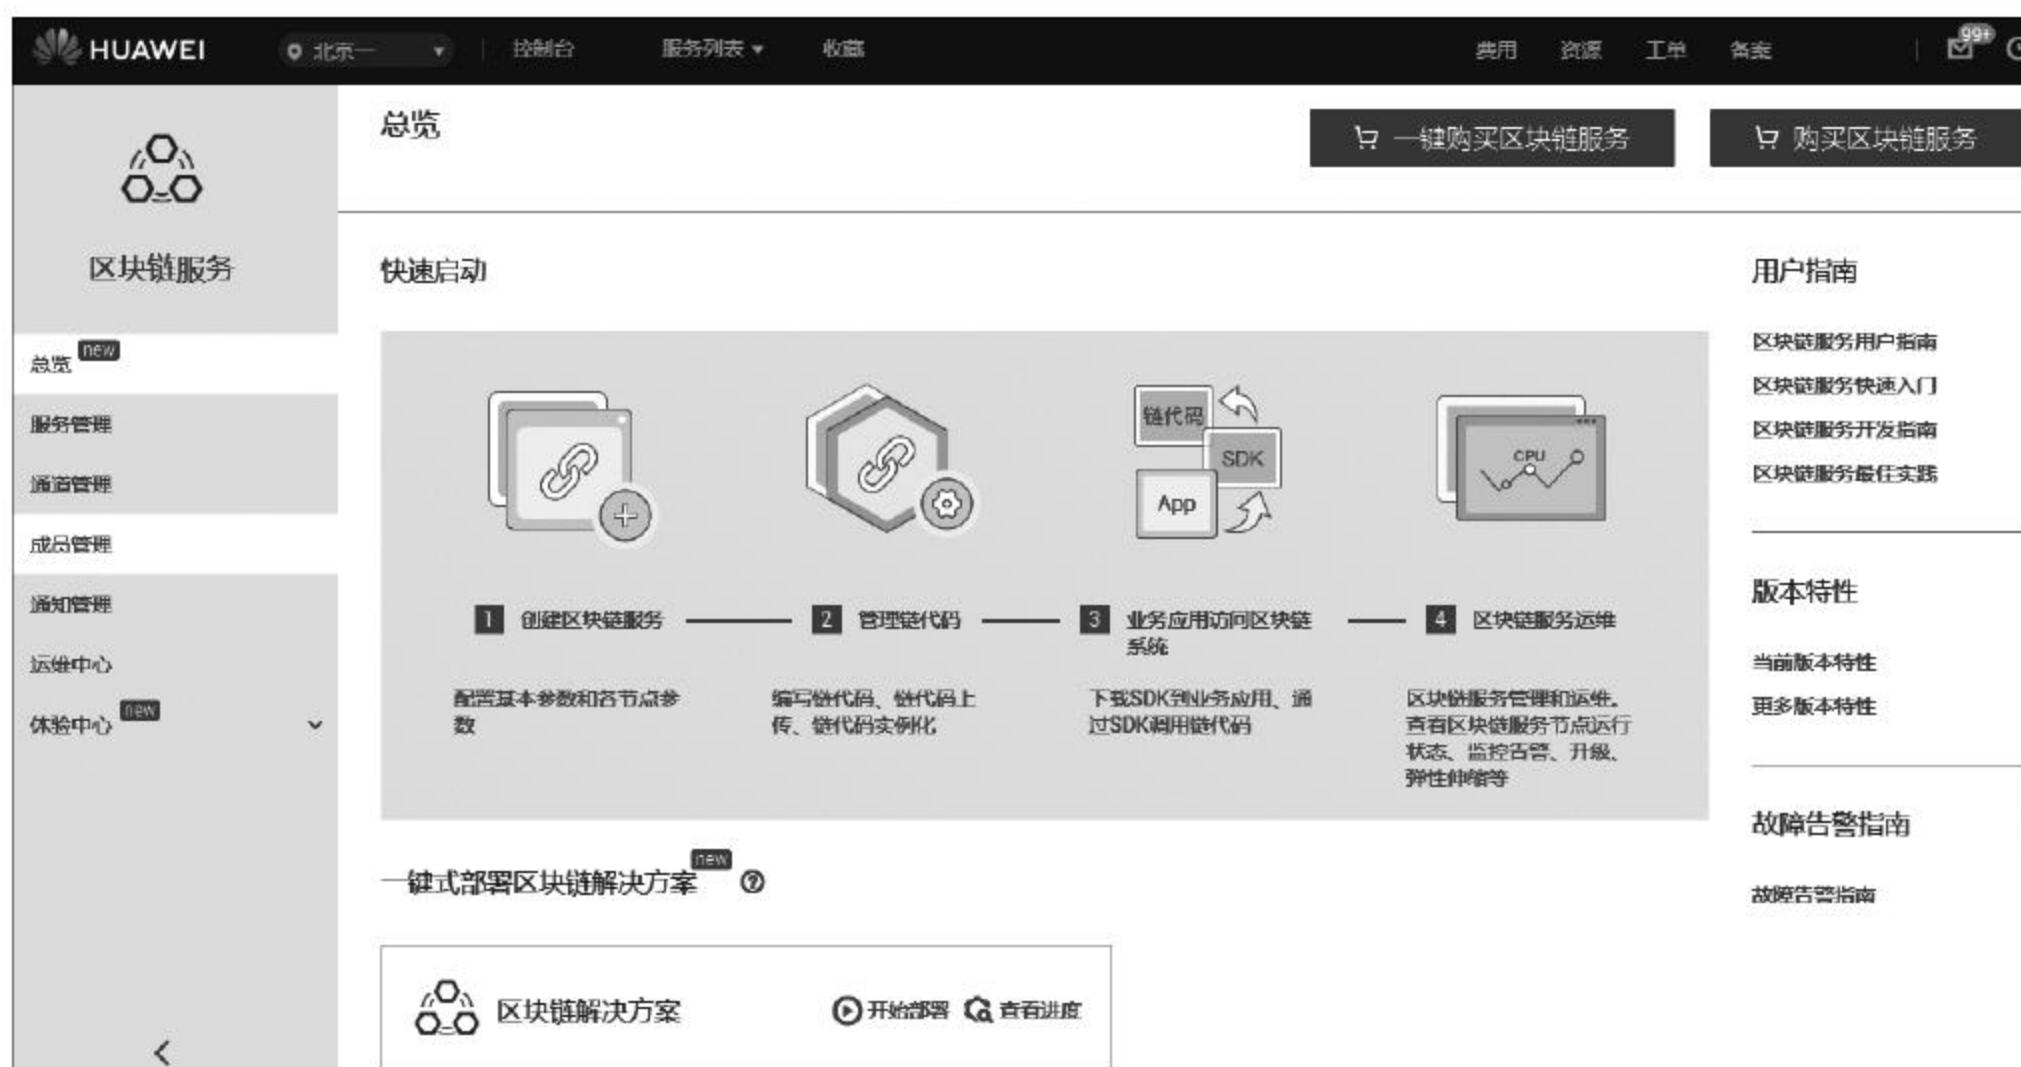 HUAWEI 北京一 控制台 服务列表 收藏 费用 资源 工单 备案 99+
区块链服务
总览 new
服务管理
通道管理
成员管理
通知管理
运维中心
体验中心 new
总览
一键购买区块链服务 购买区块链服务
快速启动
链代码
SDK
App
CPU
1 创建区块链服务
配置基本参数和各节点参
数
2 管理链代码
编写链代码、链代码上
传、链代码实例化
3 业务应用访问区块链
系统
下载SDK到业务应用、通
过SDK调用链代码
4 区块链服务运维
区块链服务管理和运维。
查看区块链服务节点运行
状态、监控告警、升级、
弹性伸缩等
一键式部署区块链解决方案 new
区块链解决方案 开始部署 查看进度
用户指南
区块链服务用户指南
区块链服务快速入门
区块链服务开发指南
区块链服务最佳实践
版本特性
当前版本特性
更多版本特性
故障告警指南
故障告警指南